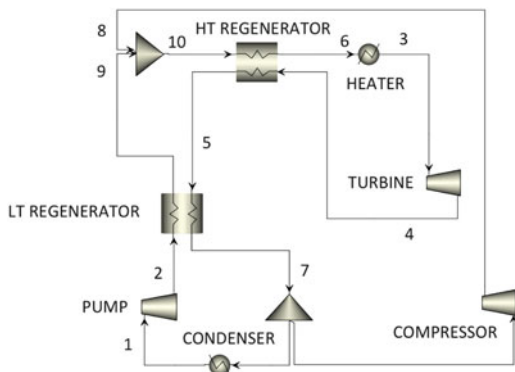 8
10
HT REGENERATOR
6
3
9
HEATER
5
TURBINE
LT REGENERATOR
4
2
7
PUMP
CONDENSER
COMPRESSOR
1